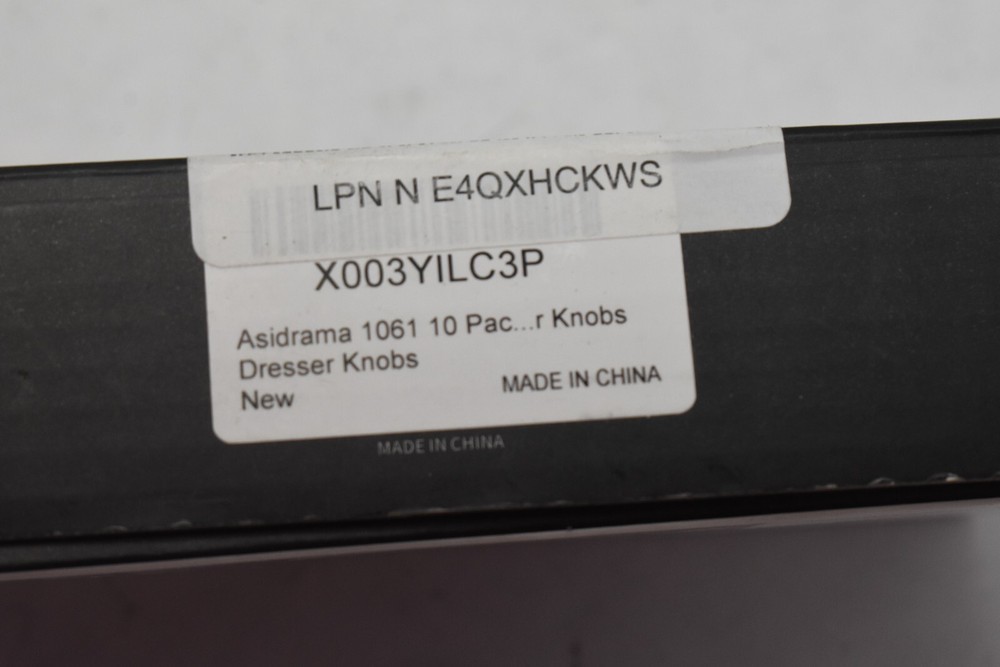 LPN N E4QXHCKWS
X003YILC3P
Asidrama 1061 10 Pac...r Knobs
Dresser Knobs
New
MADE IN CHINA
MADE IN CHINA